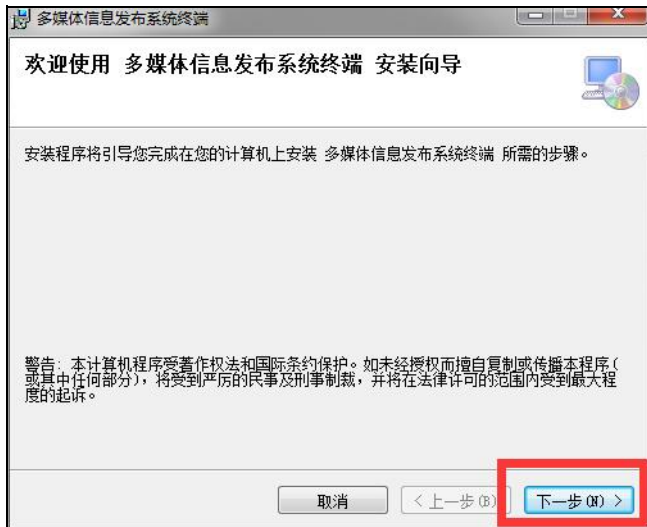 多媒体信息发布系统终端
欢迎使用 多媒体信息发布系统终端 安装向导
安装程序将引导您完成在您的计算机上安装 多媒体信息发布系统终端 所需的步骤。
警告: 本计算机程序受著作权法和国际条约保护。如未经授权而擅自复制或传播本程序(
或其中任何部分),将受到严厉的民事及刑事制裁,并将在法律许可的范围内受到最大程
度的起诉。
取消 < 上一步(B) 下一步(N) >